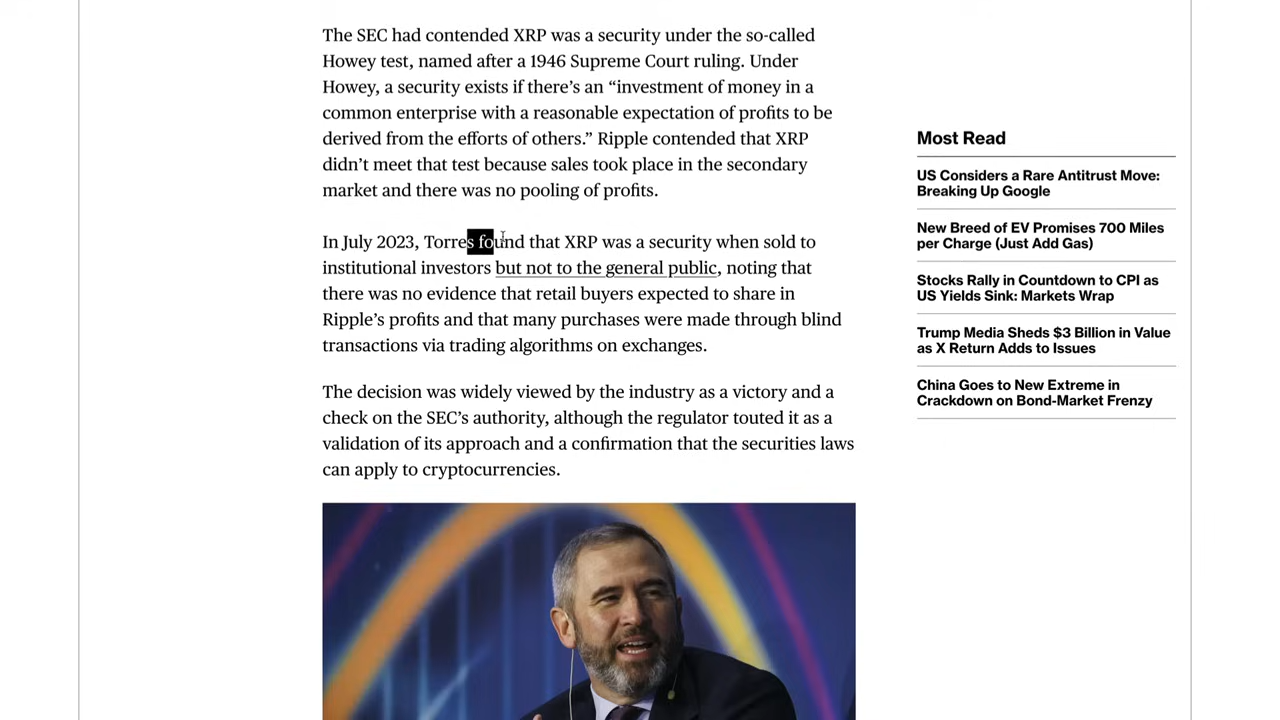 The SEC had contended XRP was a security under the so-called
Howey test, named after a 1946 Supreme Court ruling. Under
Howey, a security exists if there’s an “investment of money in a
common enterprise with a reasonable expectation of profits to be
derived from the efforts of others.” Ripple contended that XRP
didn’t meet that test because sales took place in the secondary
market and there was no pooling of profits.
In July 2023, Torres found that XRP was a security when sold to
institutional investors but not to the general public, noting that
there was no evidence that retail buyers expected to share in
Ripple’s profits and that many purchases were made through blind
transactions via trading algorithms on exchanges.
The decision was widely viewed by the industry as a victory and a
check on the SEC’s authority, although the regulator touted it as a
validation of its approach and a confirmation that the securities laws
can apply to cryptocurrencies.
Most Read
US Considers a Rare Antitrust Move:
Breaking Up Google
New Breed of EV Promises 700 Miles
per Charge (Just Add Gas)
Stocks Rally in Countdown to CPI as
US Yields Sink: Markets Wrap
Trump Media Sheds $3 Billion in Value
as X Return Adds to Issues
China Goes to New Extreme in
Crackdown on Bond-Market Frenzy